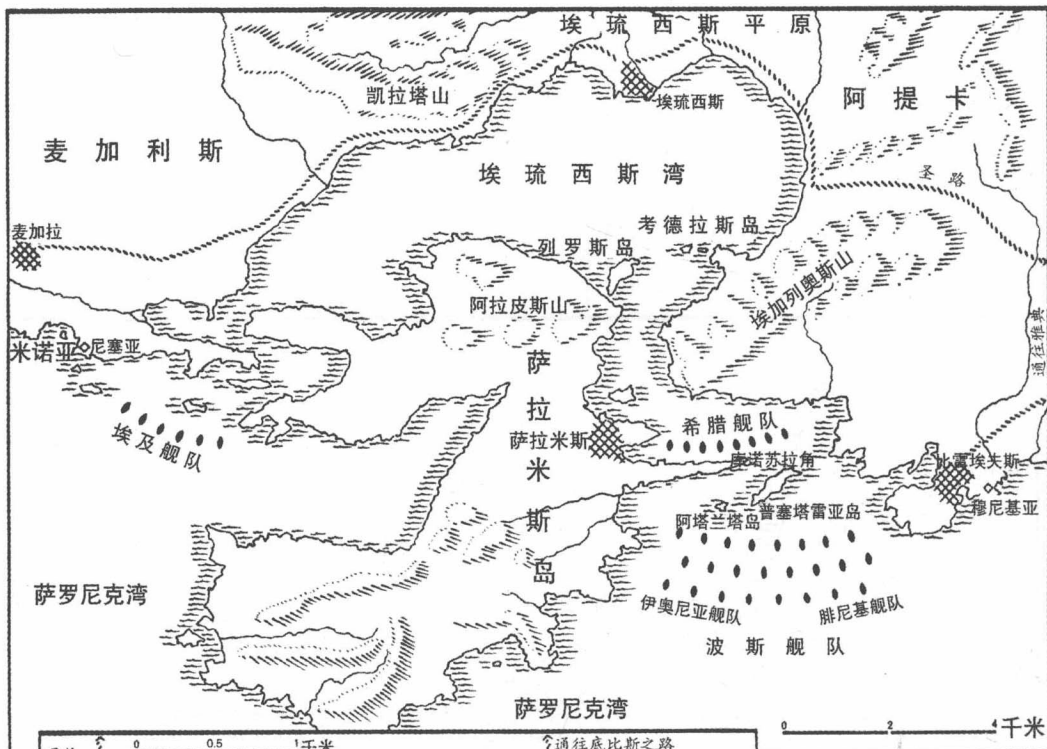 埃琉西斯平原
凯拉塔山
埃琉西斯
阿提卡
麦加利斯
埃琉西斯湾
圣路
麦加拉
考德拉斯岛
列罗斯岛
阿拉皮斯山
埃加列奥斯山
米诺亚
尼塞亚
通往雅典
萨拉米斯岛
埃及舰队
希腊舰队
萨拉米斯
库诺苏拉角
比雷埃夫斯
穆尼基亚
普塞塔雷亚岛
阿塔兰塔岛
萨罗尼克湾
伊奥尼亚舰队
腓尼基舰队
波斯舰队
萨罗尼克湾
0 2 4千米
0 0.5 1千米
通往底比斯之路